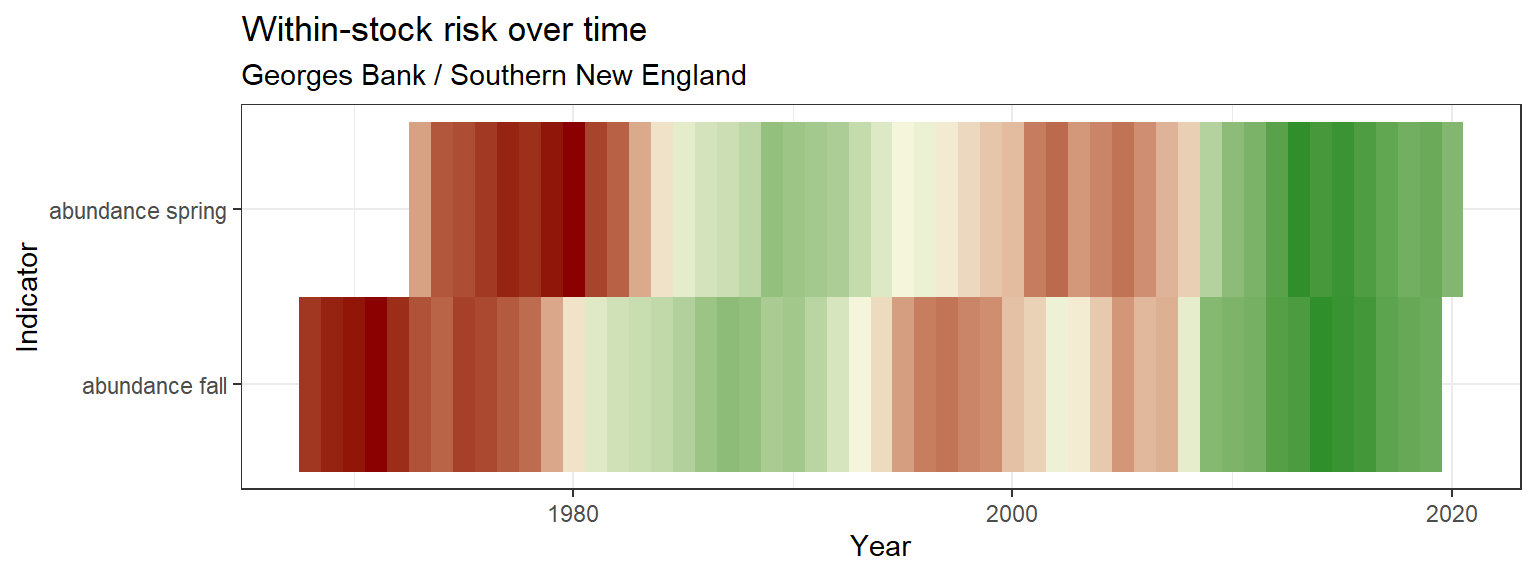 Within-stock risk over time
Georges Bank / Southern New England
Indicator
abundance spring
abundance fall
1980 2000 2020
Year